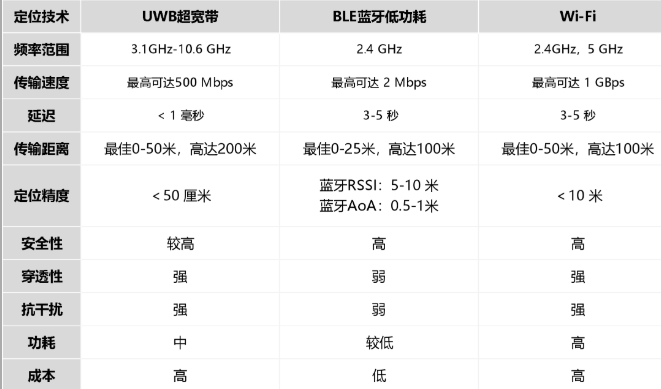 定位技术 UWB超宽带 BLE蓝牙低功耗 Wi-Fi
频率范围 3.1GHz-10.6 GHz 2.4 GHz 2.4GHz，5 GHz
传输速度 最高可达500 Mbps 最高可达 2 Mbps 最高可达 1 GBps
延迟 < 1 毫秒 3-5 秒 3-5 秒
传输距离 最佳0-50米，高达200米 最佳0-25米，高达100米 最佳0-50米，高达100米
定位精度 < 50 厘米 蓝牙RSSI：5-10 米 < 10 米
蓝牙AoA：0.5-1米
安全性 较高 高 高
穿透性 强 弱 强
抗干扰 强 弱 强
功耗 中 较低 高
成本 高 低 高